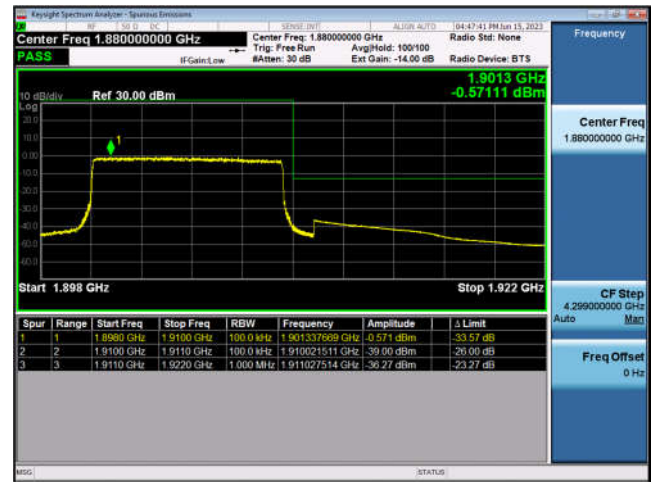 Keysight Spectrum Analyzer - Spurious Emissions
RF 50 Ω DC SENSE:INT ALIGN AUTO 04:47:41 PM Jun 15, 2023
Center Freq 1.880000000 GHz
Center Freq: 1.880000000 GHz
Radio Std: None
Trig: Free Run
Avg|Hold: 100/100
PASS
IFGain:Low
#Atten: 30 dB
Ext Gain: -14.00 dB
Radio Device: BTS
Frequency
1.9013 GHz
-0.57111 dBm
10 dB/div
Ref 30.00 dBm
Log
20.0
10.0
1
0.00
-10.0
-20.0
-30.0
-40.0
-50.0
-60.0
Start 1.898 GHz
Stop 1.922 GHz
Center Freq
1.880000000 GHz
CF Step
4.299000000 GHz
Auto Man
Freq Offset
0 Hz
Spur Range Start Freq Stop Freq RBW Frequency Amplitude Δ Limit
1 1 1.8980 GHz 1.9100 GHz 100.0 kHz 1.901337669 GHz -0.571 dBm -33.57 dB
2 2 1.9100 GHz 1.9110 GHz 100.0 kHz 1.910021511 GHz -39.00 dBm -26.00 dB
3 3 1.9110 GHz 1.9220 GHz 1.000 MHz 1.911027514 GHz -36.27 dBm -23.27 dB
MSG
STATUS